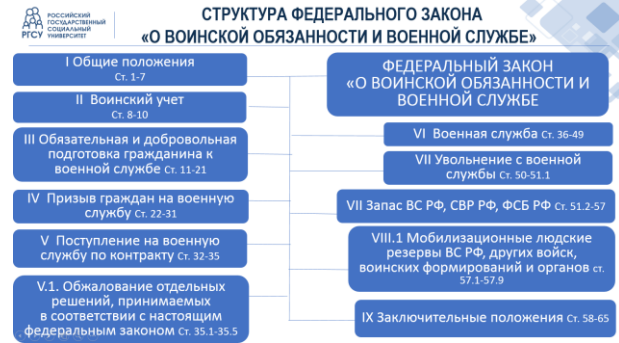 РОССИЙСКИЙ
ГОСУДАРСТВЕННЫЙ
СОЦИАЛЬНЫЙ
УНИВЕРСИТЕТ
РГСУ
СТРУКТУРА ФЕДЕРАЛЬНОГО ЗАКОНА
«О ВОИНСКОЙ ОБЯЗАННОСТИ И ВОЕННОЙ СЛУЖБЕ»
I Общие положения
Ст. 1-7
II Воинский учет
Ст. 8-10
III Обязательная и добровольная
подготовка гражданина к
военной службе Ст. 11-21
IV Призыв граждан на военную
службу Ст. 22-31
V Поступление на военную
службу по контракту Ст. 32-35
V.1. Обжалование отдельных
решений, принимаемых
в соответствии с настоящим
федеральным законом Ст. 35.1-35.5
ФЕДЕРАЛЬНЫЙ ЗАКОН
«О ВОИНСКОЙ ОБЯЗАННОСТИ И
ВОЕННОЙ СЛУЖБЕ
VI Военная служба Ст. 36-49
VII Увольнение с военной
службы Ст. 50-51.1
VII Запас ВС РФ, СВР РФ, ФСБ РФ Ст. 51.2-57
VIII.1 Мобилизационные людские
резервы ВС РФ, других войск,
воинских формирований и органов ст.
57.1-57.9
IX Заключительные положения Ст. 58-65